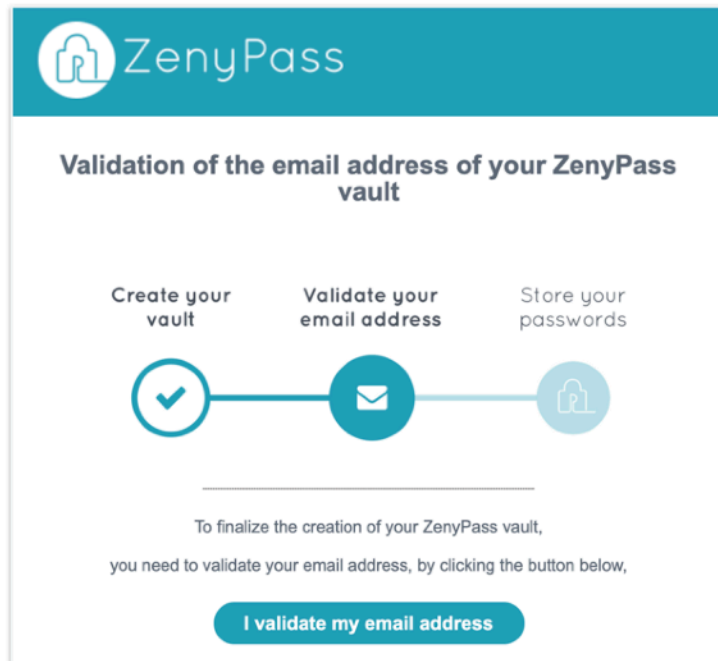 ZenyPass
Validation of the email address of your ZenyPass
vault
Create your
vault
Validate your
email address
Store your
passwords
To finalize the creation of your ZenyPass vault,
you need to validate your email address, by clicking the button below,
I validate my email address